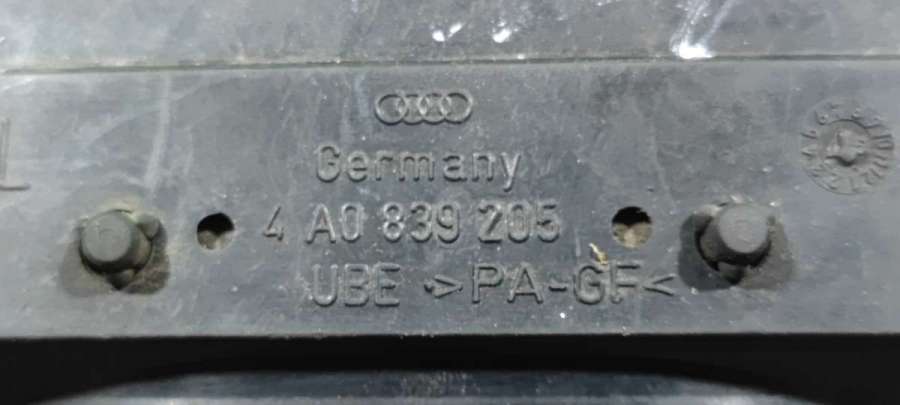 Germany
4 A0 839 205
UBE >PA-GF<